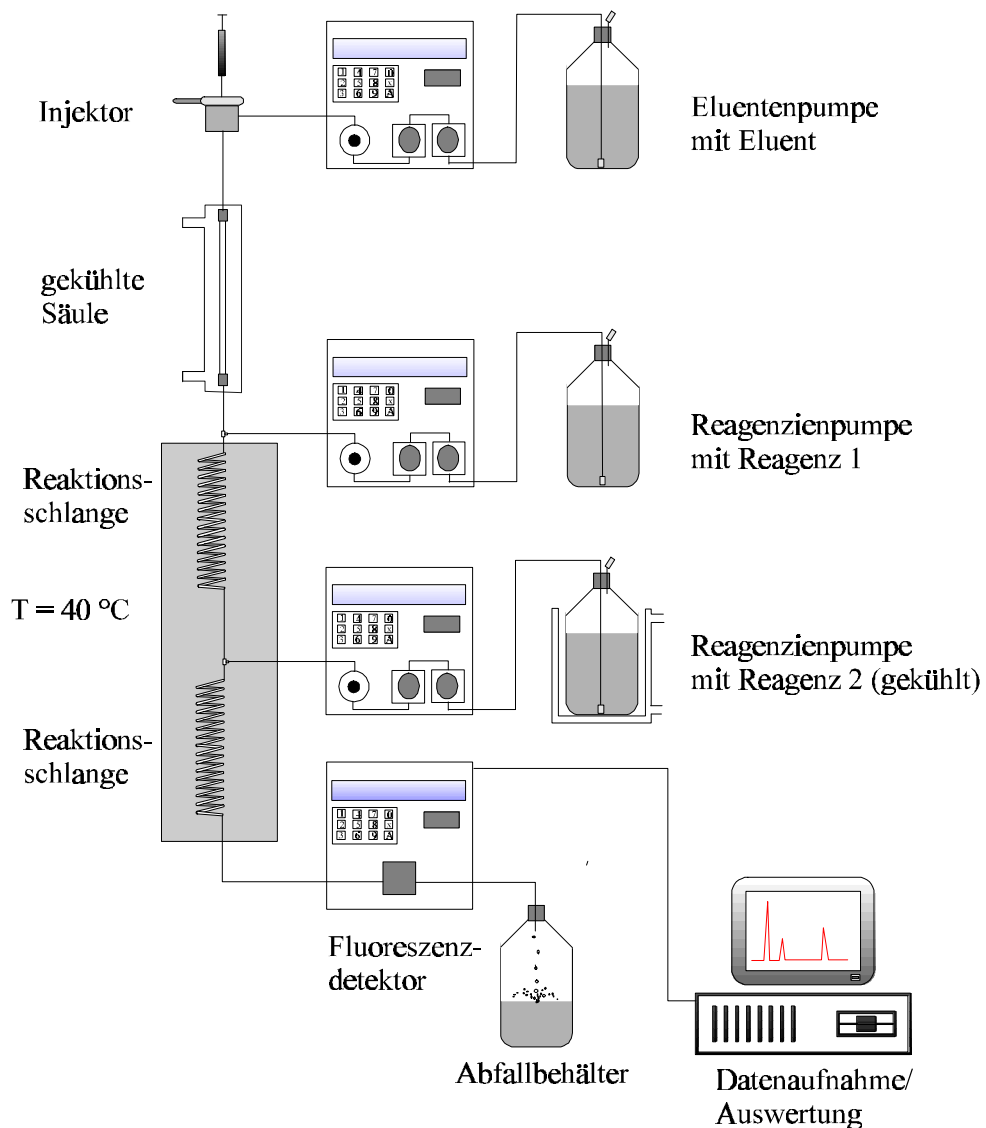 Injektor
Eluentenpumpe
mit Eluent
gekühlte
Säule
Reagenzienpumpe
mit Reagenz 1
Reaktions-
schlange
T = 40 °C
Reagenzienpumpe
mit Reagenz 2 (gekühlt)
Reaktions-
schlange
Fluoreszenz-
detektor
Abfallbehälter
Datenaufnahme/
Auswertung